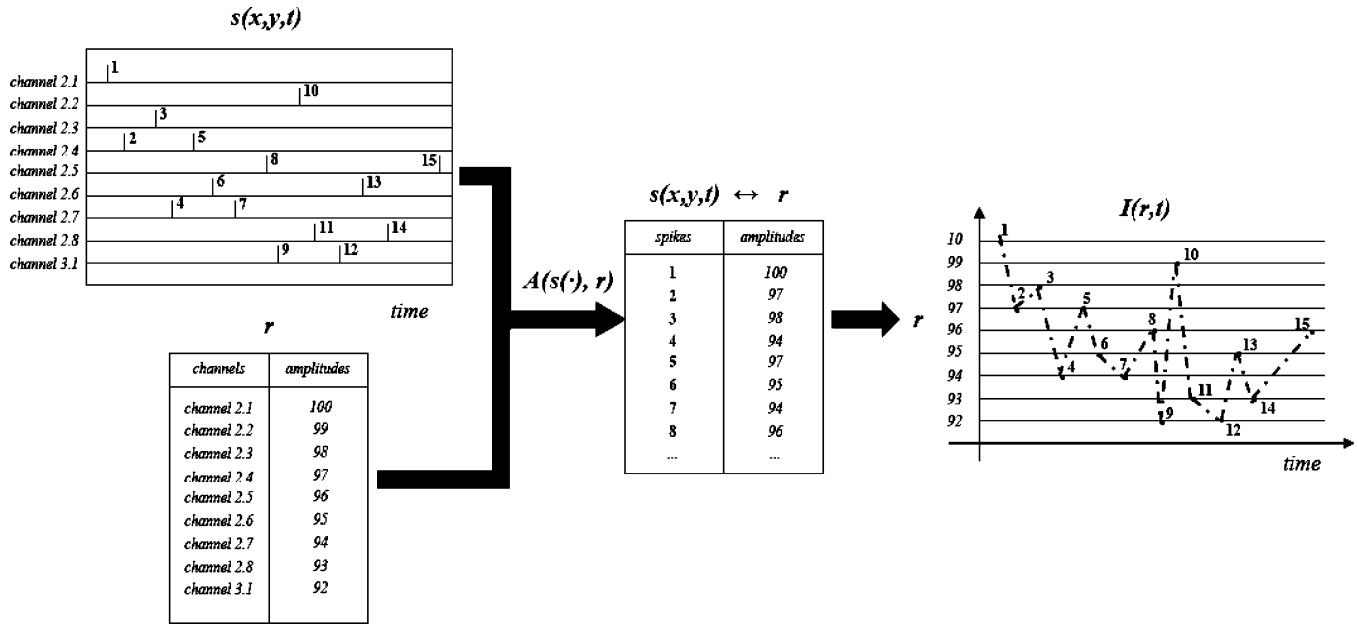 s(x,y,t)
channel 2.1
channel 2.2
channel 2.3
channel 2.4
channel 2.5
channel 2.6
channel 2.7
channel 2.8
channel 3.1
1
10
3
2 5
8 15
6 13
4 7
11 14
9 12
time
r
channels amplitudes
channel 2.1 100
channel 2.2 99
channel 2.3 98
channel 2.4 97
channel 2.5 96
channel 2.6 95
channel 2.7 94
channel 2.8 93
channel 3.1 92
A(s(·), r)
s(x,y,t) ↔ r
spikes amplitudes
1 100
2 97
3 98
4 94
5 97
6 95
7 94
8 96
... ...
I(r,t)
r
10
99
98
97
96
95
94
93
92
1
2
3
4
5
6
7
8
9
10
11
12
13
14
15
time